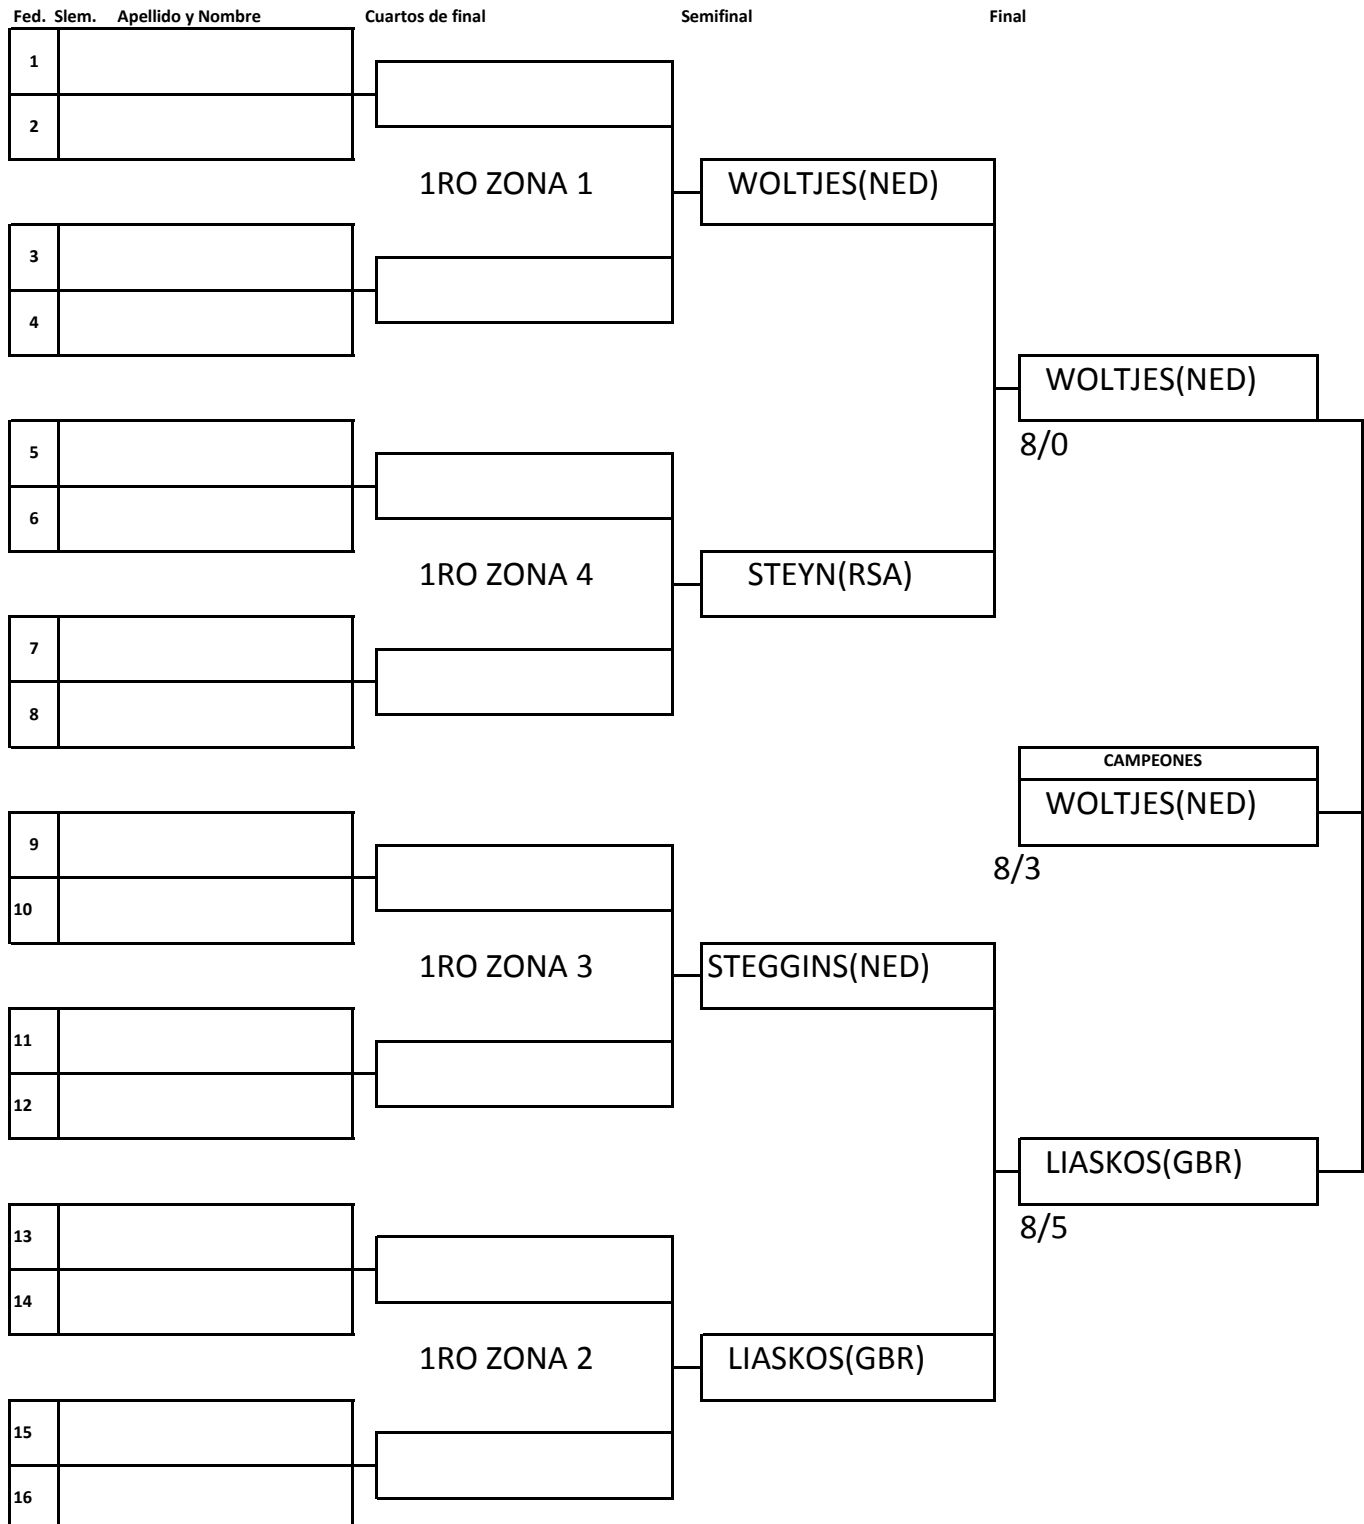 Fed. Slem. Apellido y Nombre Cuartos de final Semifinal Final
1
2
1RO ZONA 1 WOLTJES(NED)
3
4
WOLTJES(NED)
8/0
5
6
1RO ZONA 4 STEYN(RSA)
7
8
CAMPEONES
WOLTJES(NED)
8/3
9
10
1RO ZONA 3 STEGGINS(NED)
11
12
LIASKOS(GBR)
8/5
13
14
1RO ZONA 2 LIASKOS(GBR)
15
16